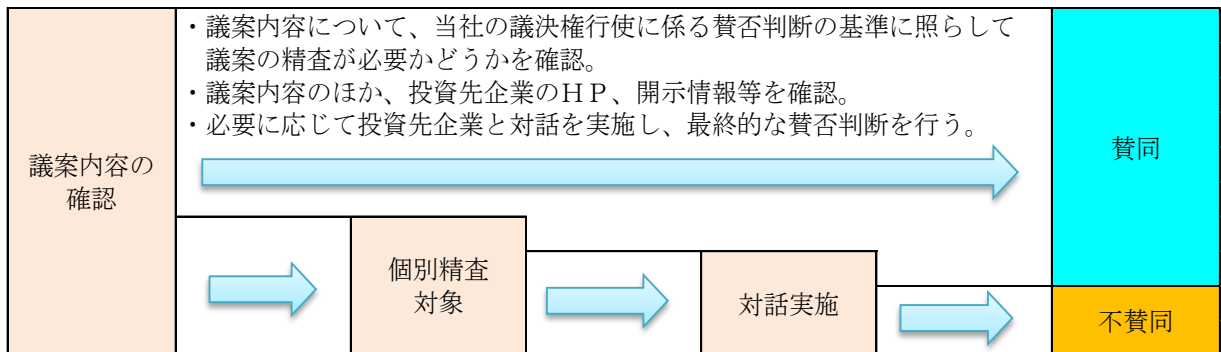 ・議案内容について、当社の議決権行使に係る賛否判断の基準に照らして
議案の精査が必要かどうかを確認。
・議案内容のほか、投資先企業のＨＰ、開示情報等を確認。
・必要に応じて投資先企業と対話を実施し、最終的な賛否判断を行う。
議案内容の
確認
賛同
個別精査
対象
対話実施
不賛同